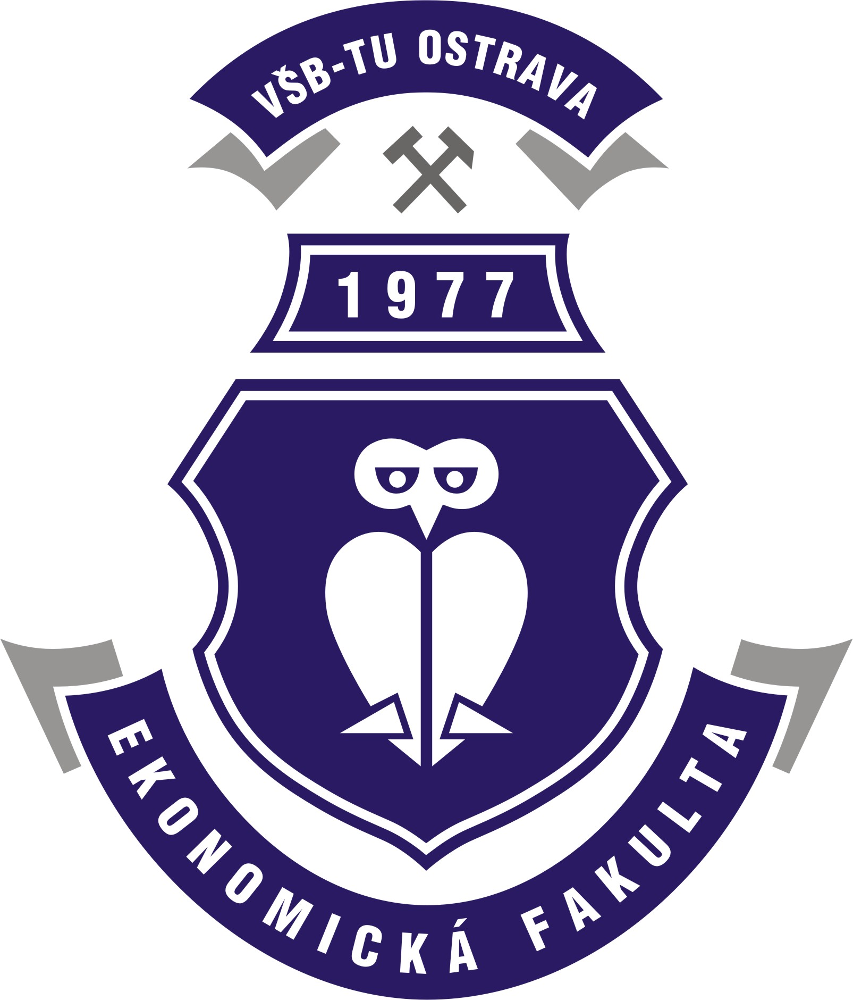 VŠB-TU OSTRAVA
1977
EKONOMICKÁ FAKULTA